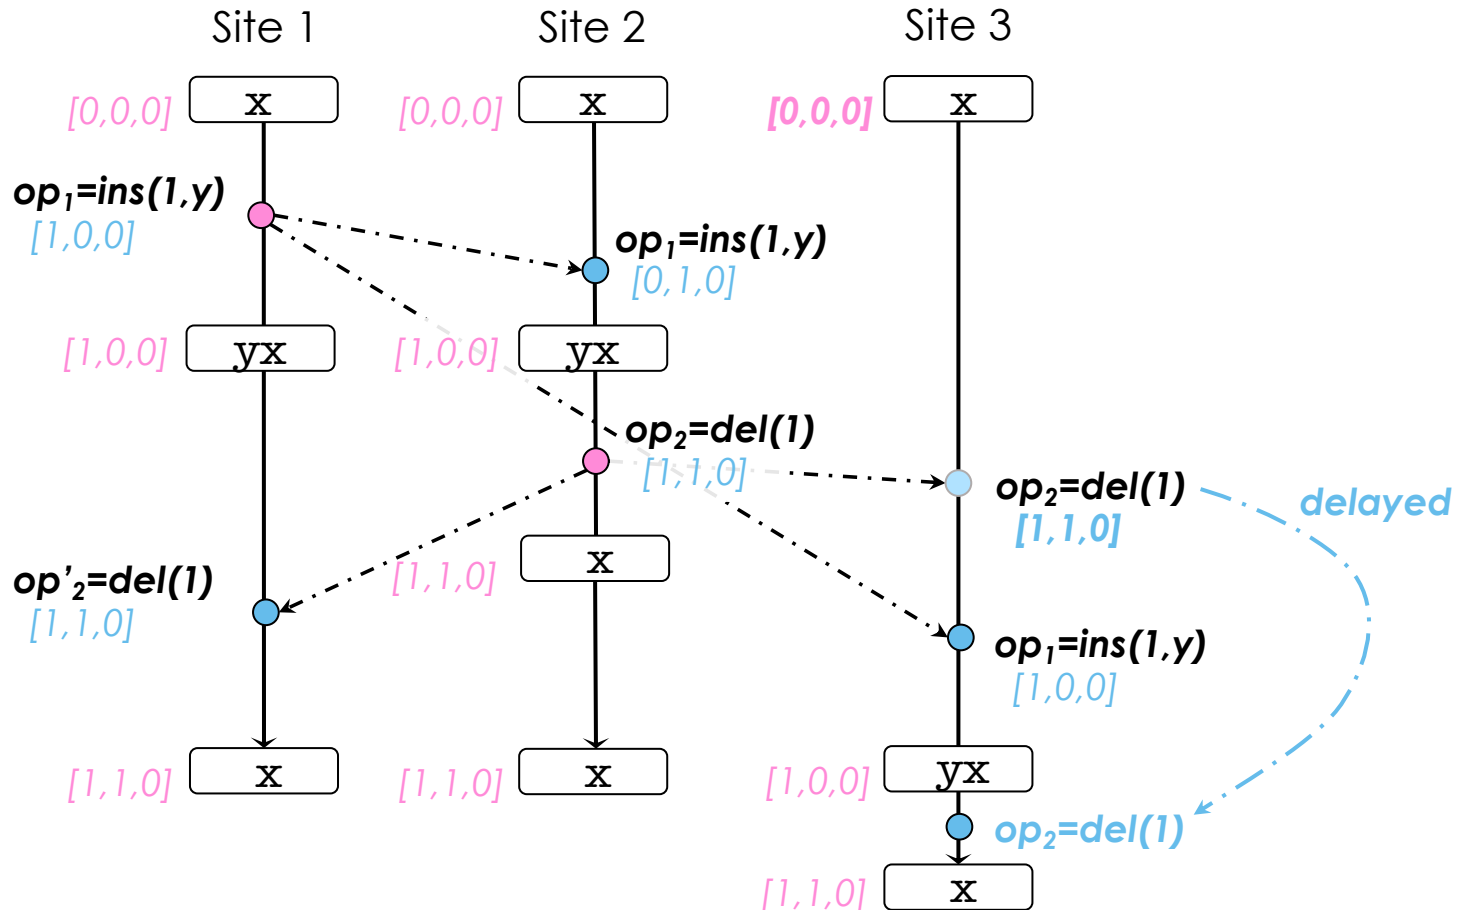 Site 1 Site 2 Site 3
[0,0,0] x [0,0,0] x [0,0,0] x
op₁=ins(1,y)
[1,0,0]
op₁=ins(1,y)
[0,1,0]
[1,0,0] yx [1,0,0] yx
op₂=del(1)
[1,1,0]
op₂=del(1) delayed
[1,1,0]
[1,1,0] x
op'₂=del(1)
[1,1,0]
op₁=ins(1,y)
[1,0,0]
[1,1,0] x [1,1,0] x [1,0,0] yx
op₂=del(1)
[1,1,0] x